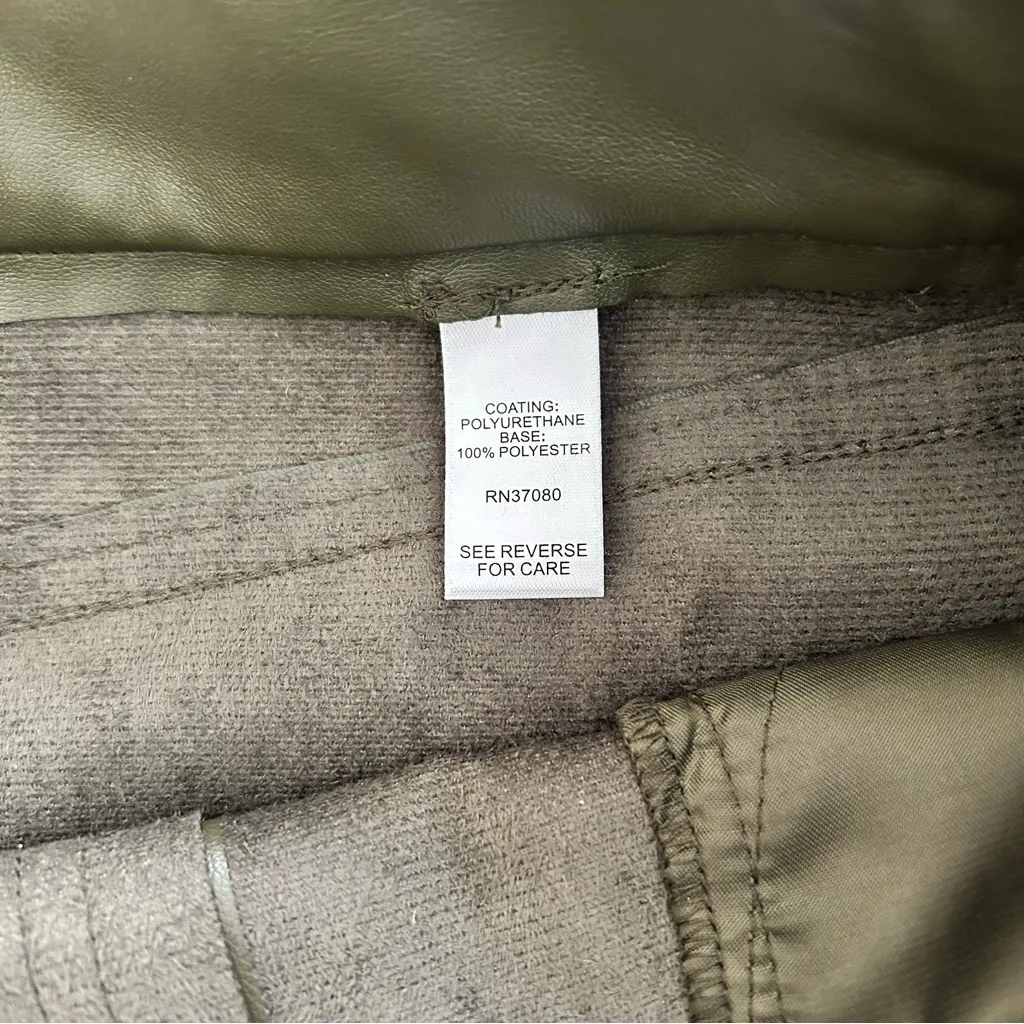 COATING:
POLYURETHANE
BASE:
100% POLYESTER
RN37080
SEE REVERSE
FOR CARE